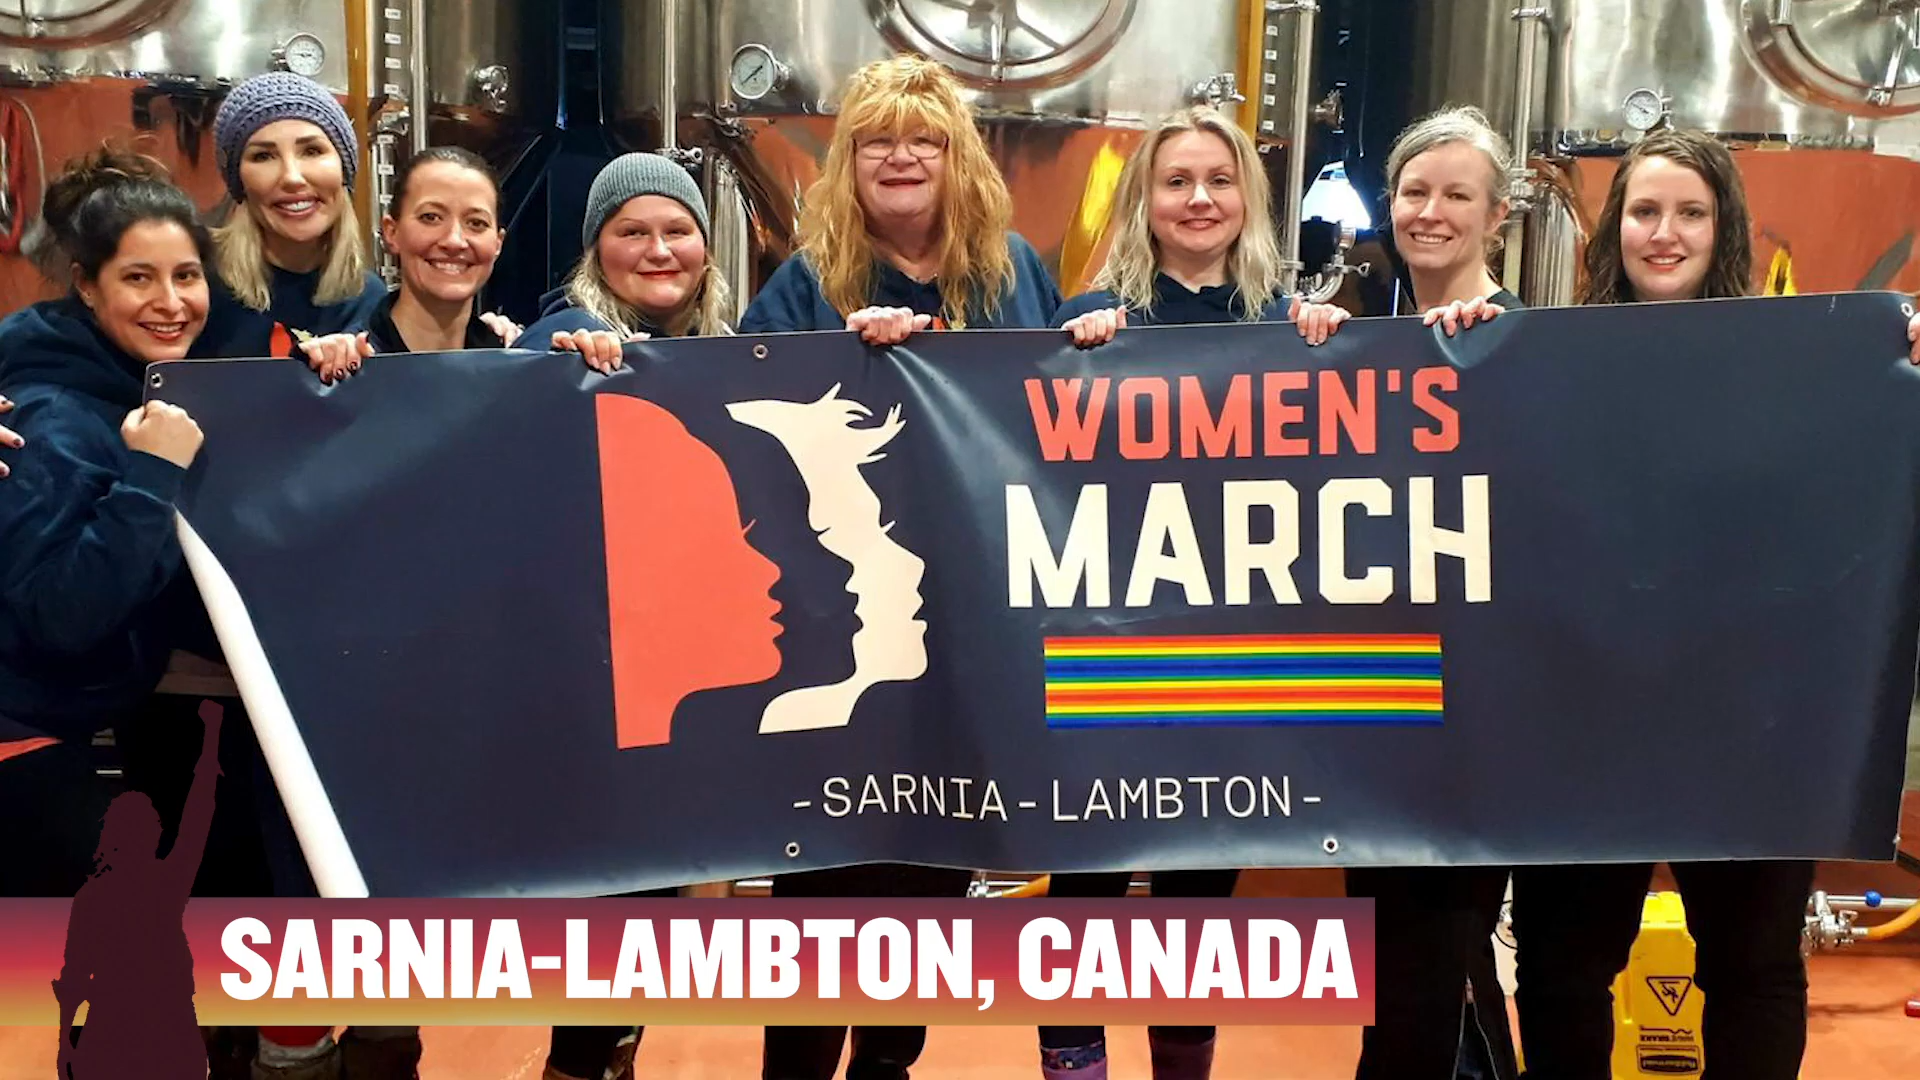 WOMEN'S
MARCH
-SARNIA-LAMBTON-
SARNIA-LAMBTON, CANADA